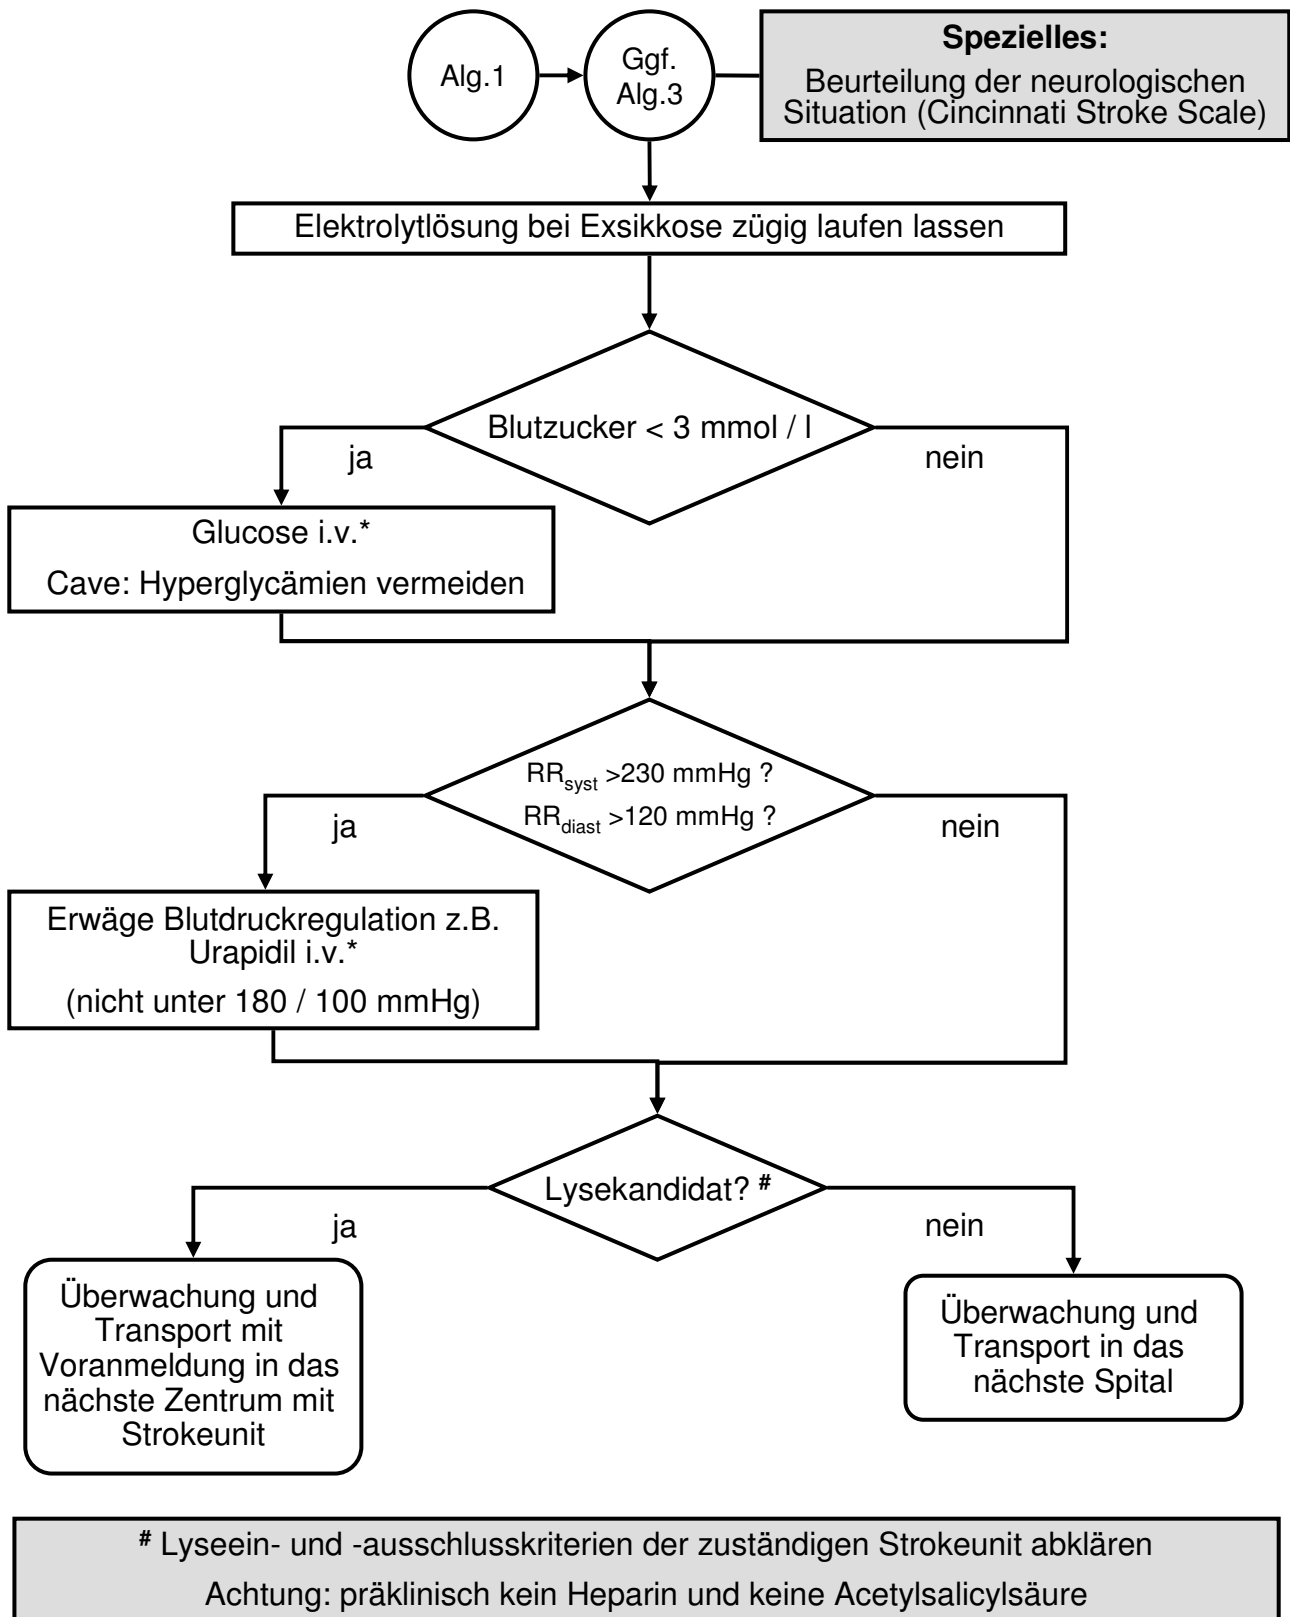 Alg.1
Ggf.
Alg.3
Spezielles:
Beurteilung der neurologischen
Situation (Cincinnati Stroke Scale)
Elektrolytlösung bei Exsikkose zügig laufen lassen
Blutzucker < 3 mmol / l
ja
nein
Glucose i.v.*
Cave: Hyperglycämien vermeiden
RRsyst >230 mmHg ?
RRdiast >120 mmHg ?
ja
nein
Erwäge Blutdruckregulation z.B.
Urapidil i.v.*
(nicht unter 180 / 100 mmHg)
Lysekandidat? #
ja
nein
Überwachung und
Transport mit
Voranmeldung in das
nächste Zentrum mit
Strokeunit
Überwachung und
Transport in das
nächste Spital
# Lyseein- und -ausschlusskriterien der zuständigen Strokeunit abklären
Achtung: präklinisch kein Heparin und keine Acetylsalicylsäure